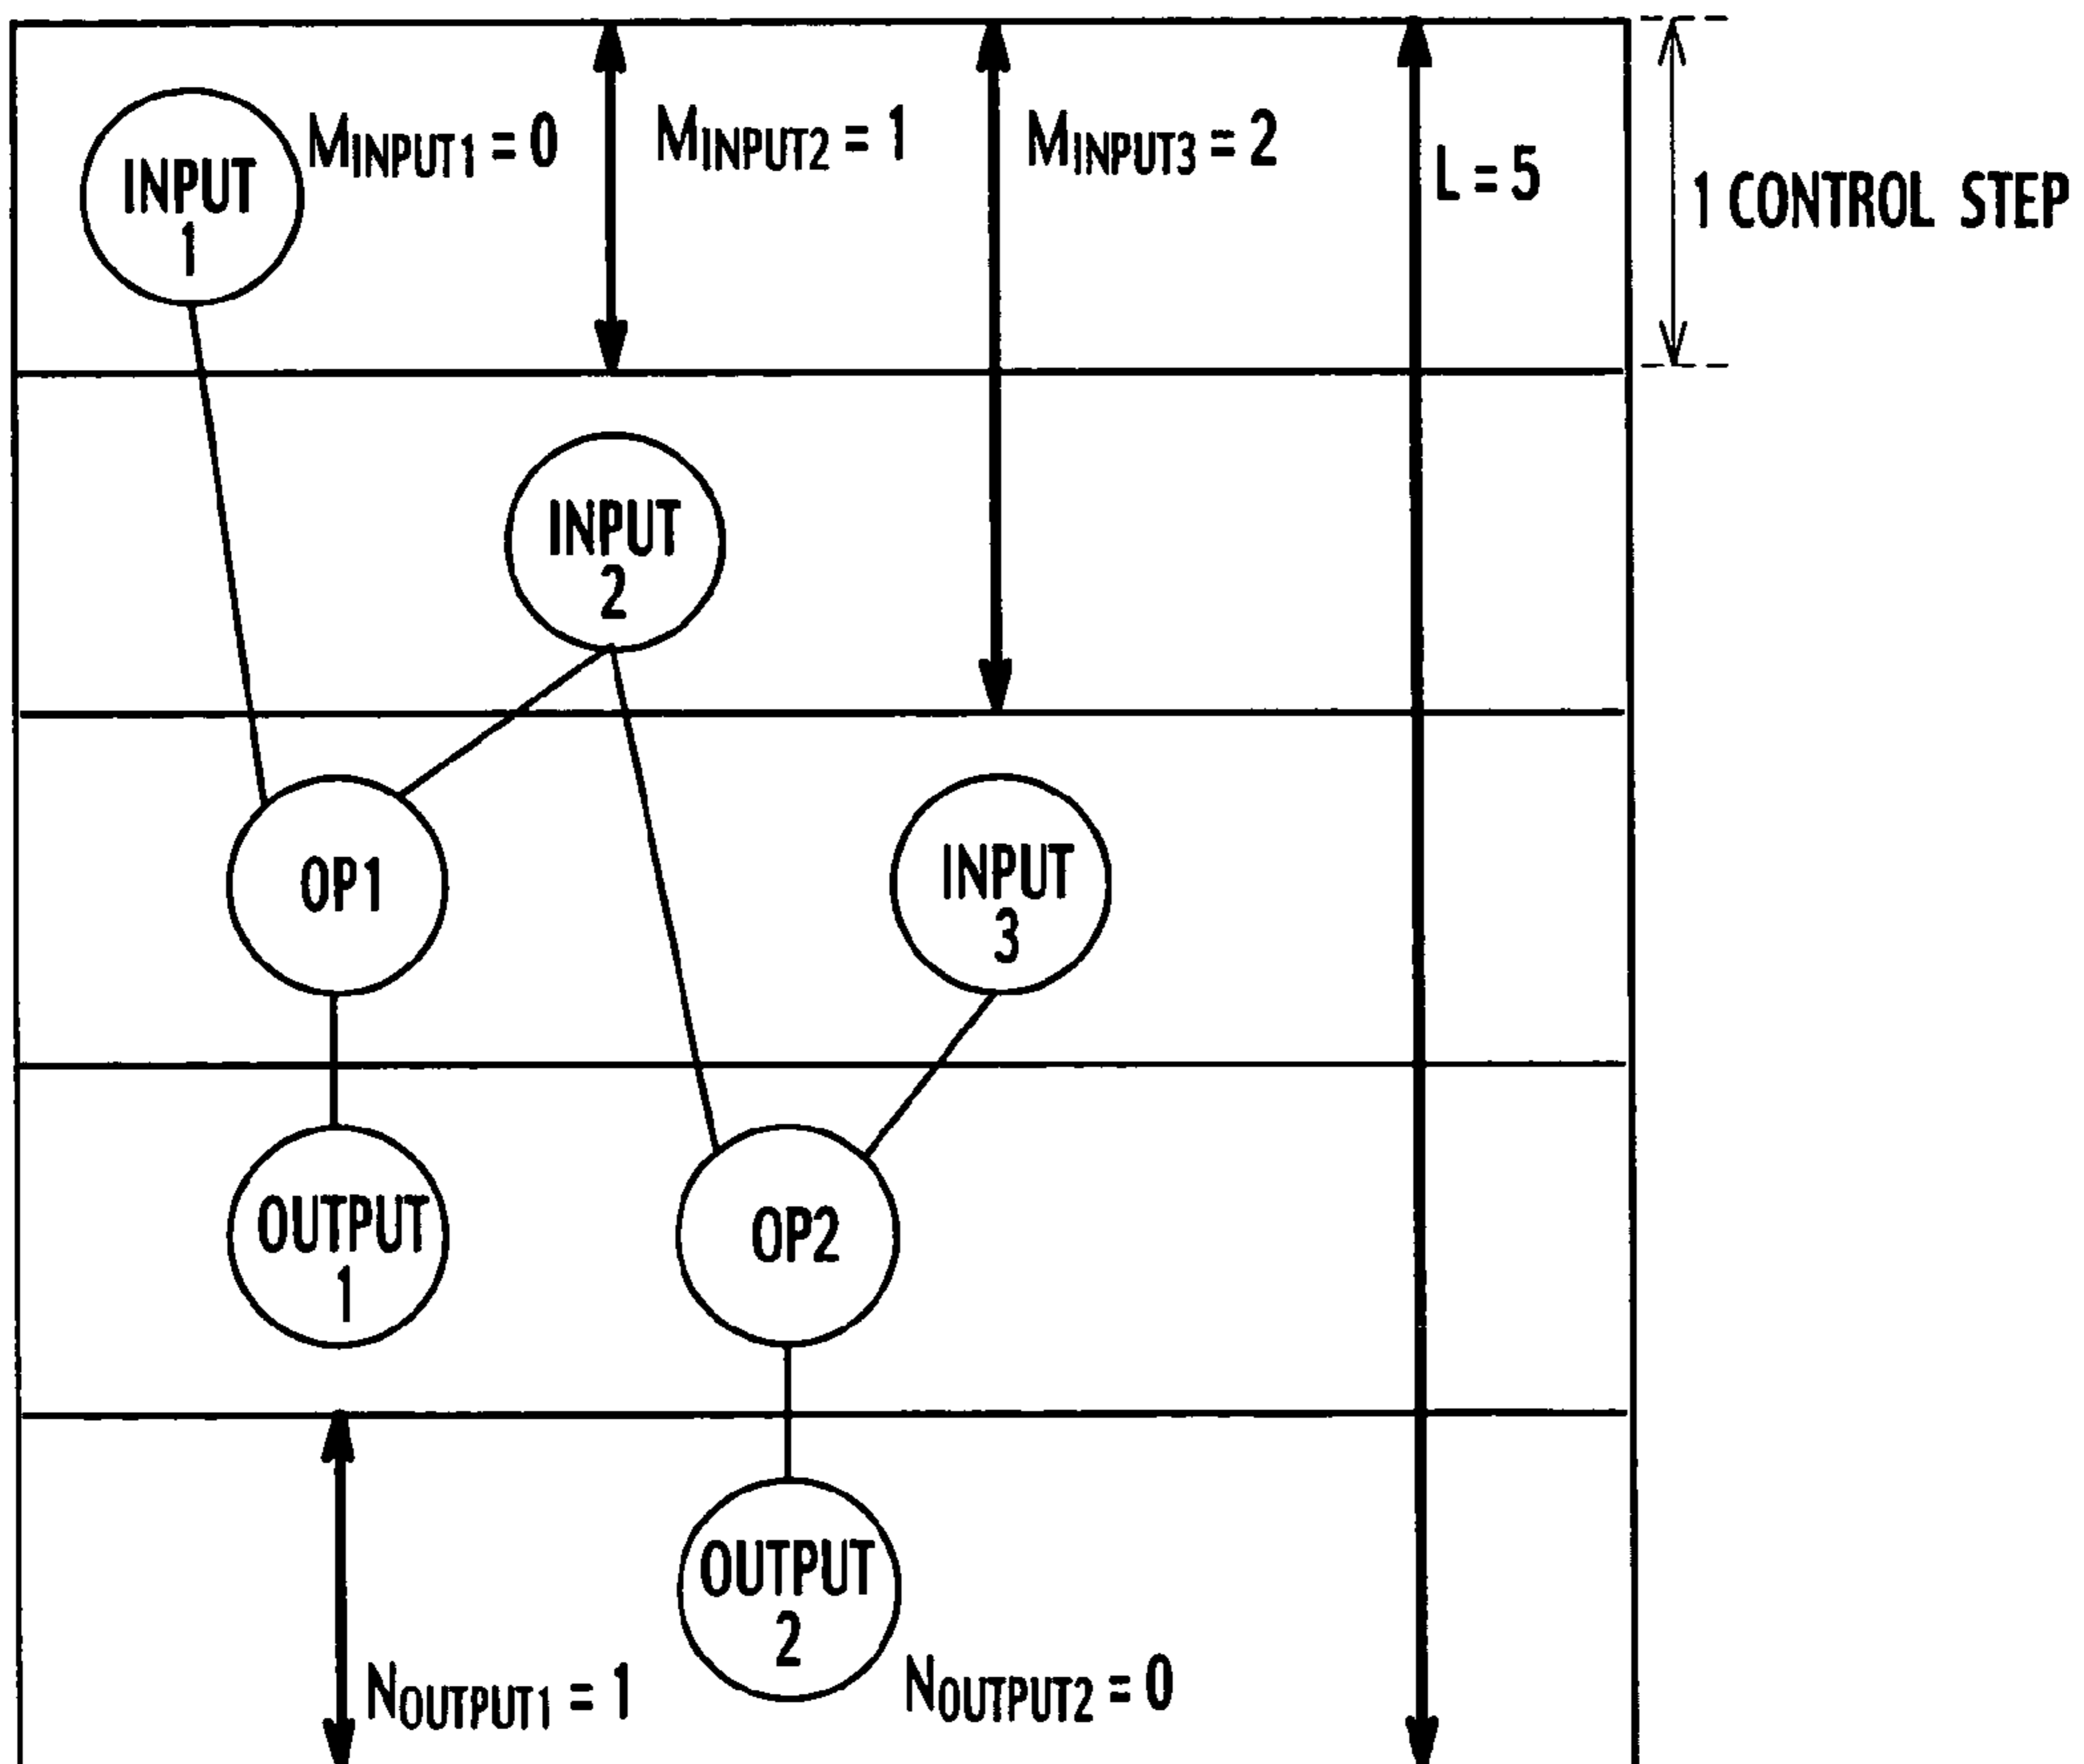 MINPUT1 = 0
MINPUT2 = 1
MINPUT3 = 2
L = 5
1 CONTROL STEP
INPUT
1
INPUT
2
OP1
INPUT
3
OUTPUT
1
OP2
OUTPUT
2
NOUTPUT1 = 1
NOUTPUT2 = 0